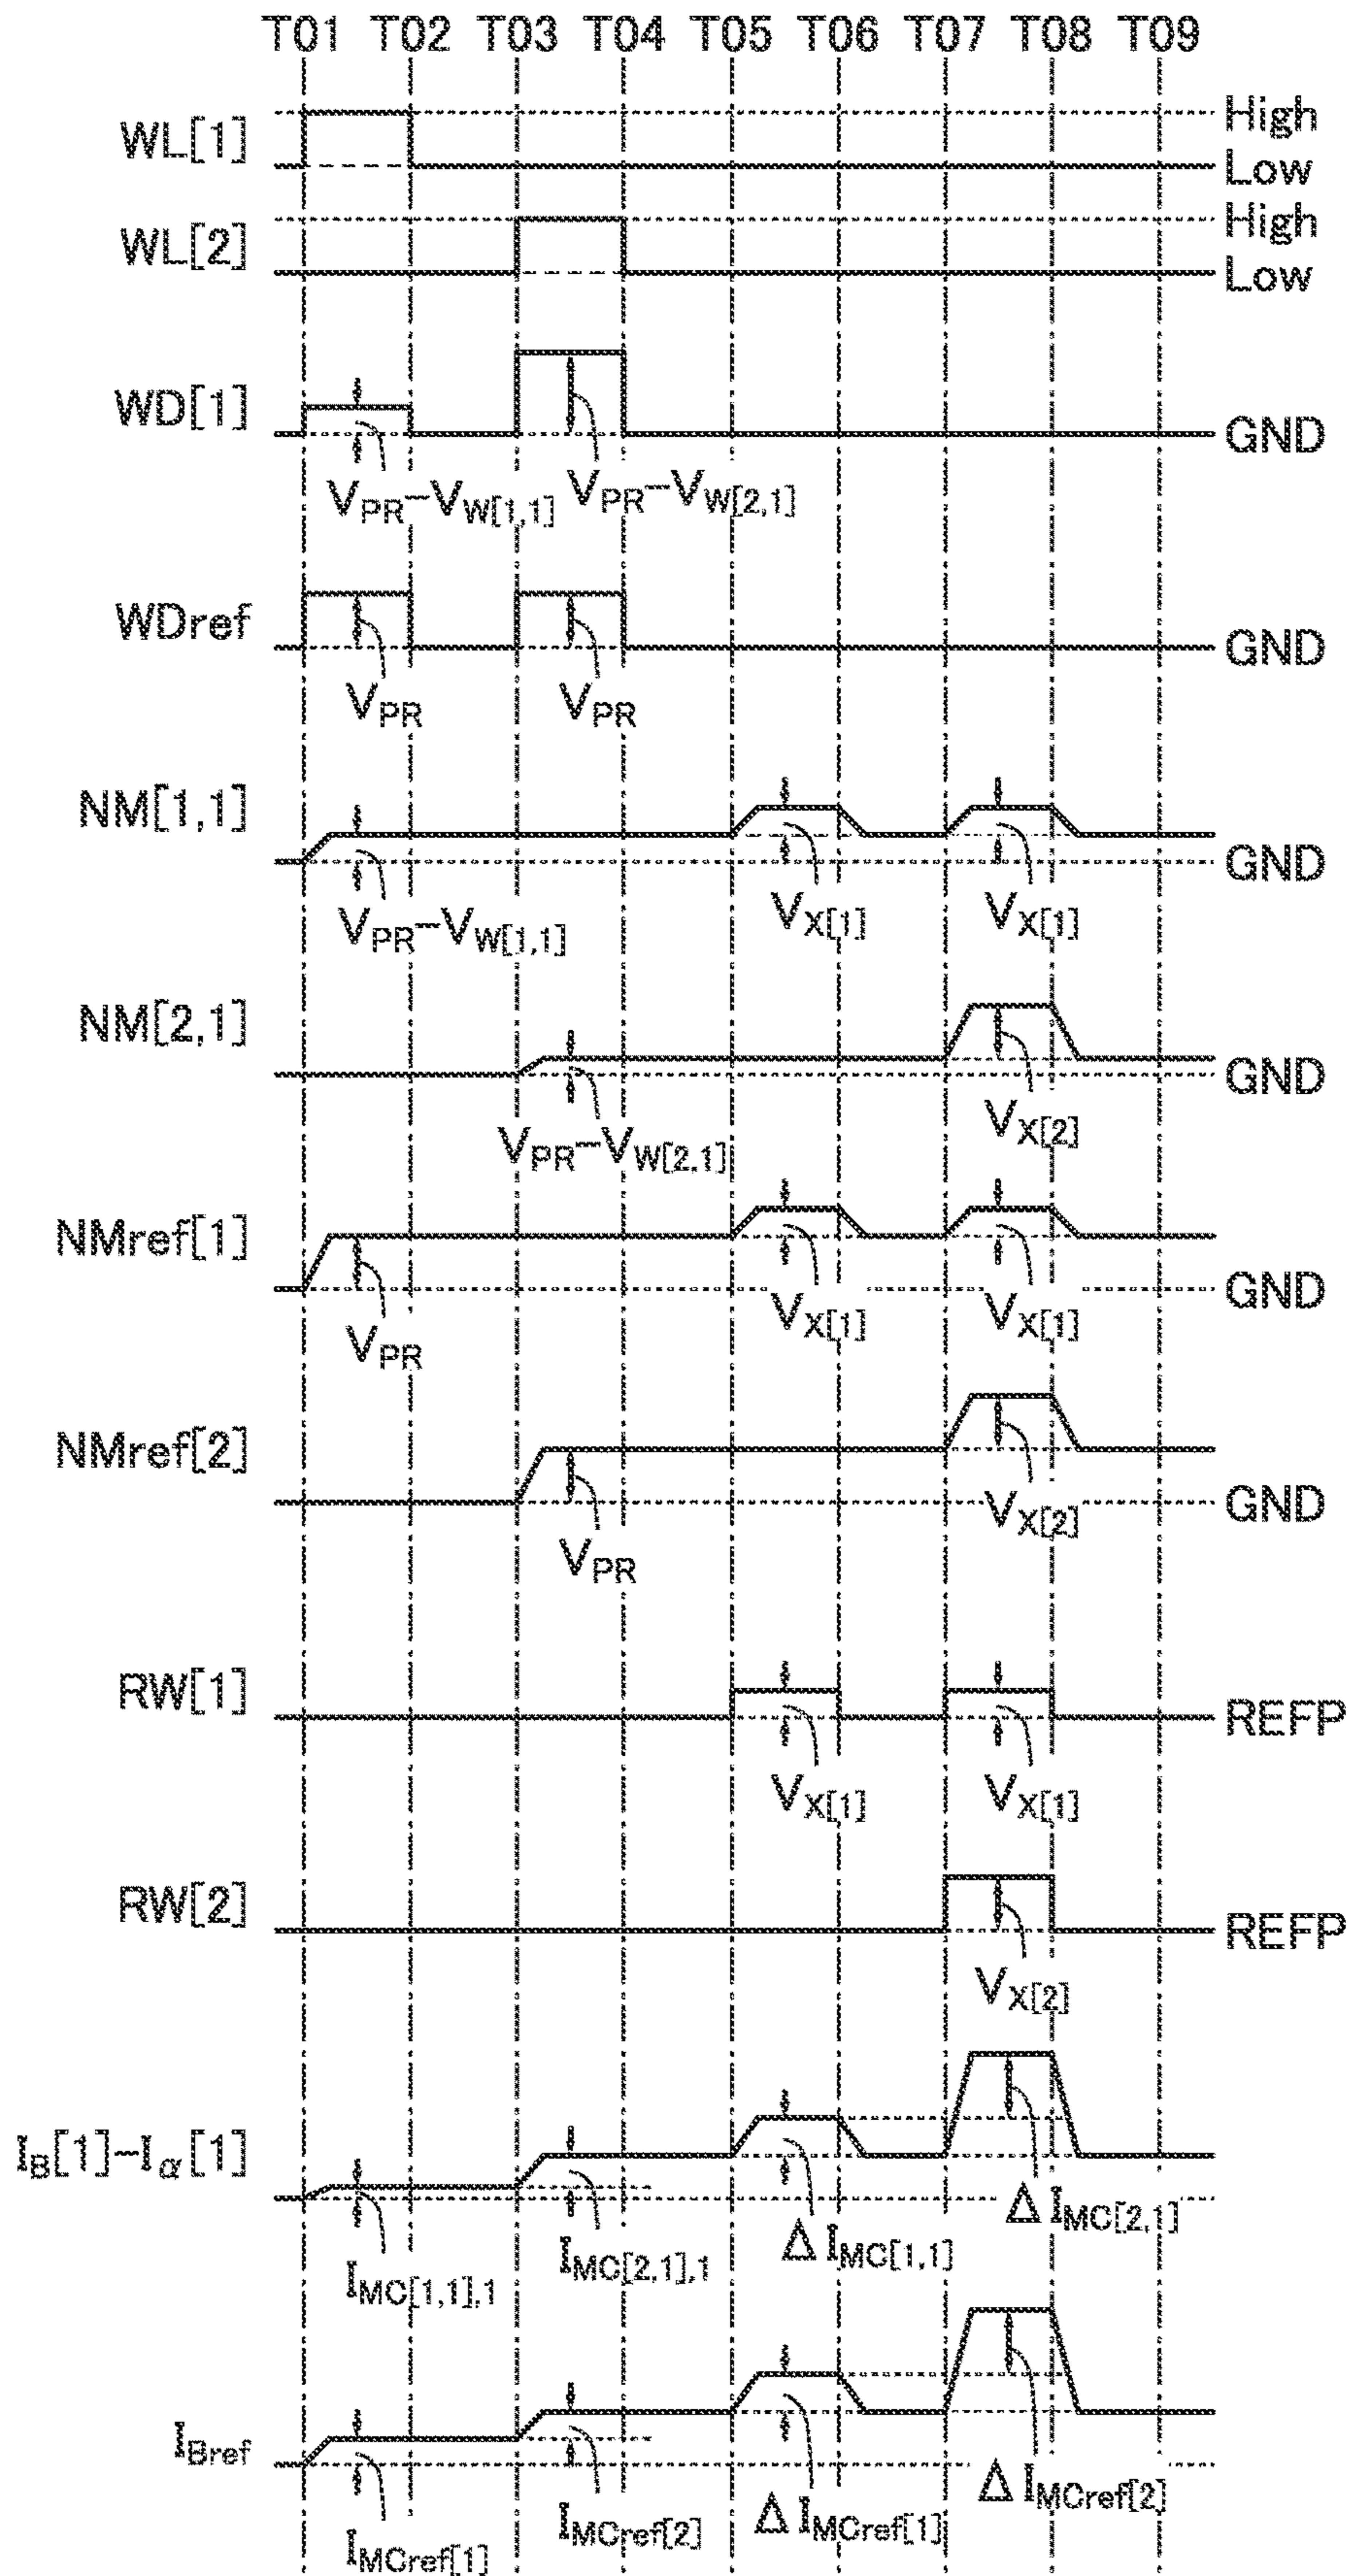 T01 T02 T03 T04 T05 T06 T07 T08 T09
WL[1] High
Low
WL[2] High
Low
WD[1] GND
VPR−VW[1,1] VPR−VW[2,1]
WDref GND
VPR VPR
NM[1,1] GND
VPR−VW[1,1] VX[1] VX[1]
NM[2,1] GND
VPR−VW[2,1] VX[2]
NMref[1] GND
VPR VX[1] VX[1]
NMref[2] GND
VPR VX[2]
RW[1] REFP
VX[1] VX[1]
RW[2] REFP
VX[2]
IB[1]−Iα[1]
IMC[1,1],1 IMC[2,1],1 Δ IMC[1,1] Δ IMC[2,1]
IBref
IMCref[1] IMCref[2] Δ IMCref[1] Δ IMCref[2]